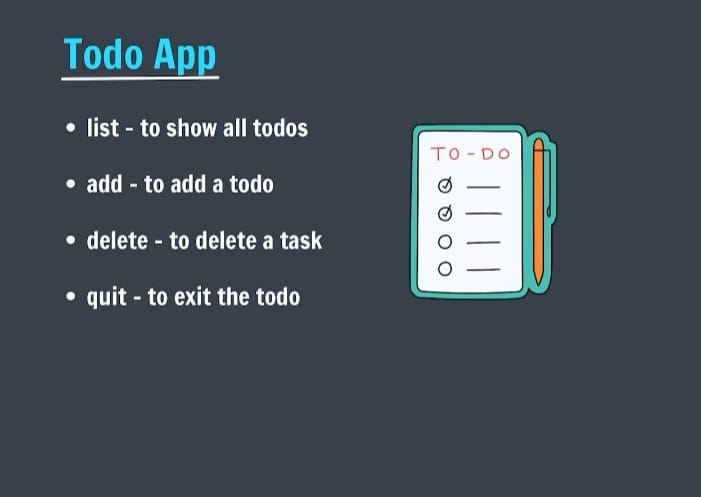 Todo App
• list - to show all todos
• add - to add a todo
• delete - to delete a task
• quit - to exit the todo
TO-DO